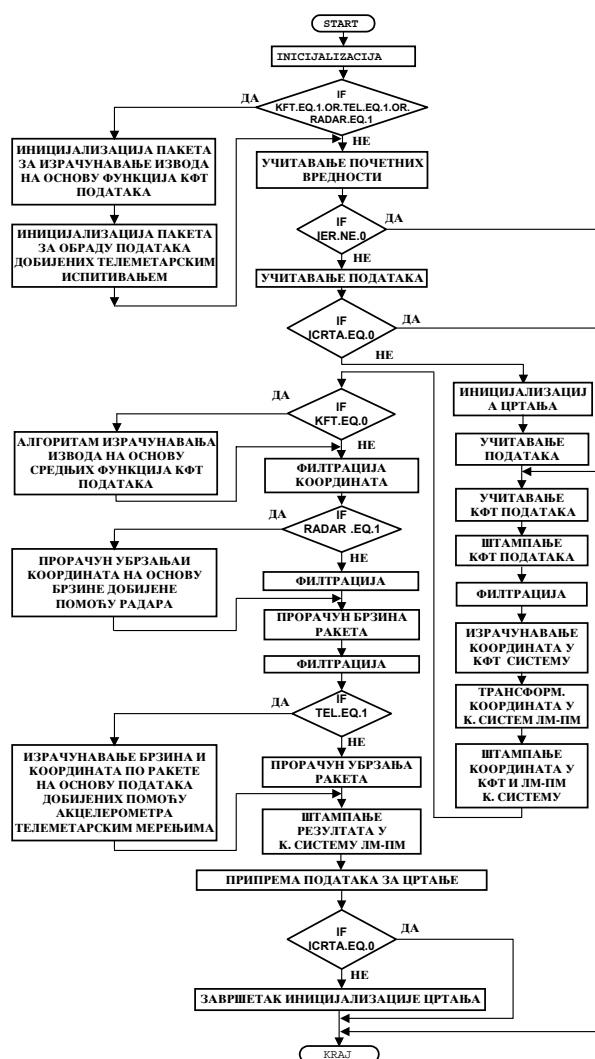 START
INICIJALIZACIJA
IF
KFT.EQ.1.OR.TEL.EQ.1.OR.
RADAR.EQ.1
ДА
НЕ
ИНИЦИЈАЛИЗАЦИЈА ПАКЕТА
ЗА ИЗРАЧУНАВАЊЕ ИЗВОДА
НА ОСНОВУ ФУНКЦИЈА КФТ
ПОДАТАКА
УЧИТАВАЊЕ ПОЧЕТНИХ
ВРЕДНОСТИ
ИНИЦИЈАЛИЗАЦИЈА ПАКЕТА
ЗА ОБРАДУ ПОДАТАКА
ДОБИЈЕНИХ ТЕЛЕМЕТАРСКИМ
ИСПИТИВАЊЕМ
IF
IER.NE.0
ДА
НЕ
УЧИТАВАЊЕ ПОДАТАКА
IF
ICRTA.EQ.0
ДА
НЕ
ИНИЦИЈАЛИЗАЦИЈ
А ЦРТАЊА
УЧИТАВАЊЕ
ПОДАТАКА
УЧИТАВАЊЕ
КФТ ПОДАТАКА
ШТАМПАЊЕ
КФТ ПОДАТАКА
ФИЛТРАЦИЈА
ИЗРАЧУНАВАЊЕ
КООРДИНАТА У
КФТ СИСТЕМУ
ТРАНСФОРМ.
КООРДИНАТА У
К. СИСТЕМ ЛМ-ПМ
ШТАМПАЊЕ
КООРДИНАТА У
КФТ И ЛМ-ПМ
К. СИСТЕМУ
IF
KFT.EQ.0
ДА
НЕ
АЛГОРИТАМ ИЗРАЧУНАВАЊА
ИЗВОДА НА ОСНОВУ
СРЕДЊИХ ФУНКЦИЈА КФТ
ПОДАТАКА
ФИЛТРАЦИЈА
КООРДИНАТА
IF
RADAR .EQ.1
ДА
НЕ
ПРОРАЧУН УБРЗАЊАИ
КООРДИНАТА НА ОСНОВУ
БРЗИНЕ ДОБИЈЕНЕ
ПОМОЋУ РАДАРА
ФИЛТРАЦИЈА
ПРОРАЧУН БРЗИНА
РАКЕТА
ФИЛТРАЦИЈА
IF
TEL.EQ.1
ДА
НЕ
ИЗРАЧУНАВАЊЕ БРЗИНА И
КООРДИНАТА ПО РАКЕТЕ
НА ОСНОВУ ПОДАТАКА
ДОБИЈЕНИХ ПОМОЋУ
АКЦЕЛЕРОМЕТРА
ТЕЛЕМЕТАРСКИМ МЕРЕЊИМА
ПРОРАЧУН УБРЗАЊА
РАКЕТА
ШТАМПАЊЕ
РЕЗУЛТАТА У
К. СИСТЕМУ ЛМ-ПМ
ПРИПРЕМА ПОДАТАКА ЗА ЦРТАЊЕ
IF
ICRTA.EQ.0
ДА
НЕ
ЗАВРШЕТАК ИНИЦИЈАЛИЗАЦИЈЕ ЦРТАЊА
KRAJ